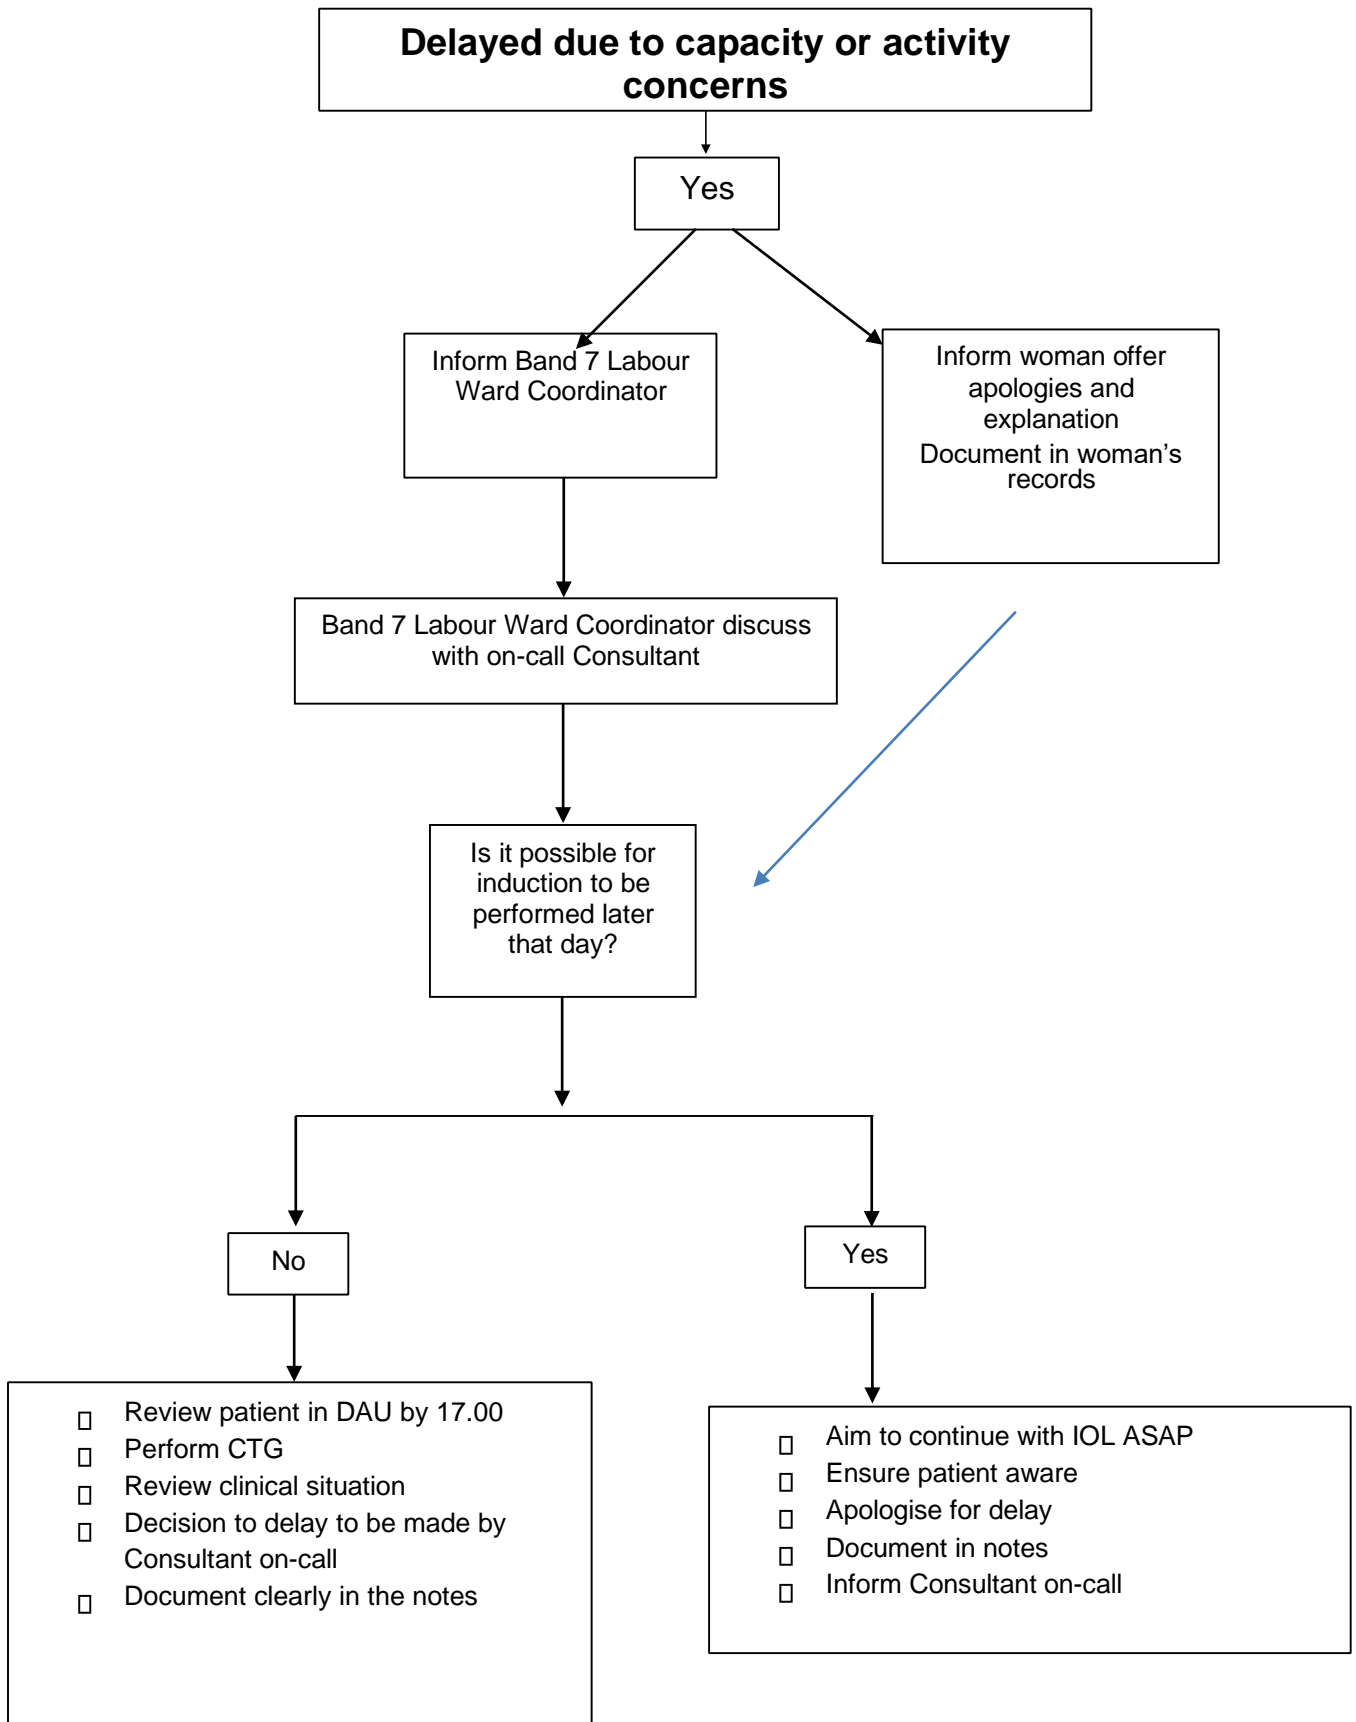 Delayed due to capacity or activity
concerns
Yes
Inform Band 7 Labour
Ward Coordinator
Inform woman offer
apologies and
explanation
Document in woman’s
records
Band 7 Labour Ward Coordinator discuss
with on-call Consultant
Is it possible for
induction to be
performed later
that day?
No
Yes
Review patient in DAU by 17.00
Perform CTG
Review clinical situation
Decision to delay to be made by
Consultant on-call
Document clearly in the notes
Aim to continue with IOL ASAP
Ensure patient aware
Apologise for delay
Document in notes
Inform Consultant on-call